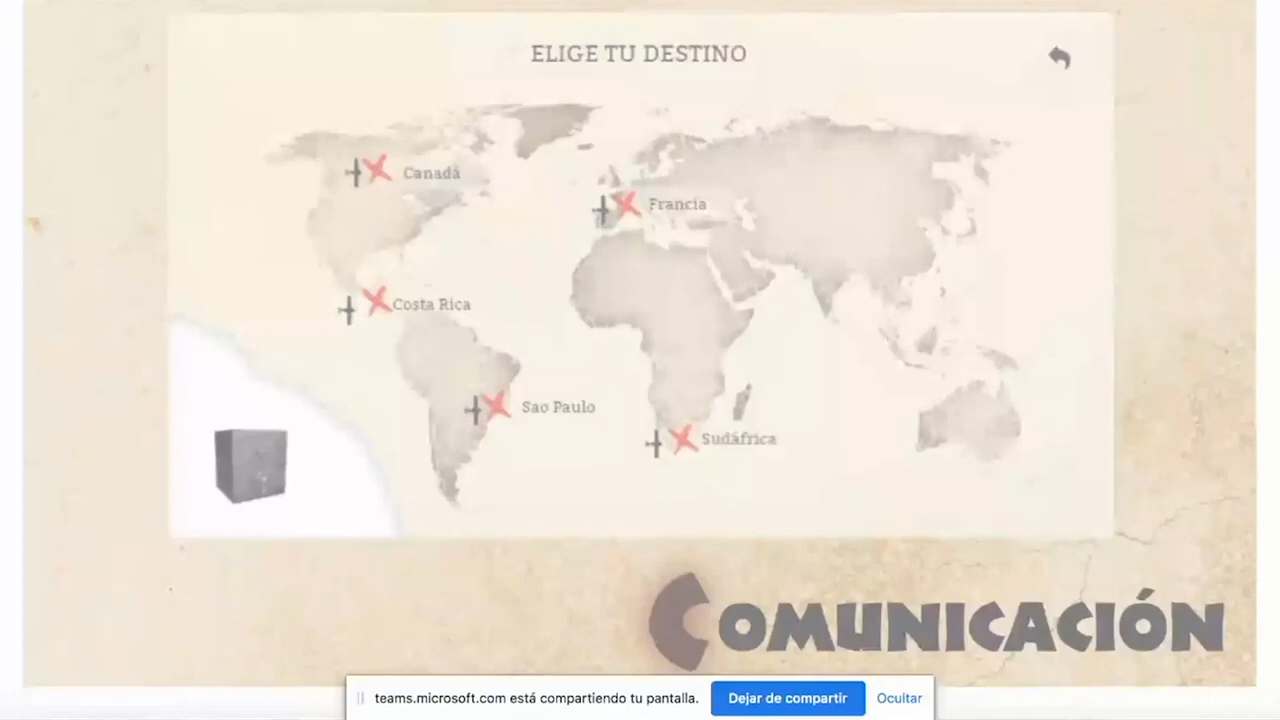 ELIGE TU DESTINO
Canadá
Francia
Costa Rica
Sao Paulo
Sudáfrica
COMUNICACIÓN
teams.microsoft.com está compartiendo tu pantalla.
Dejar de compartir
Ocultar